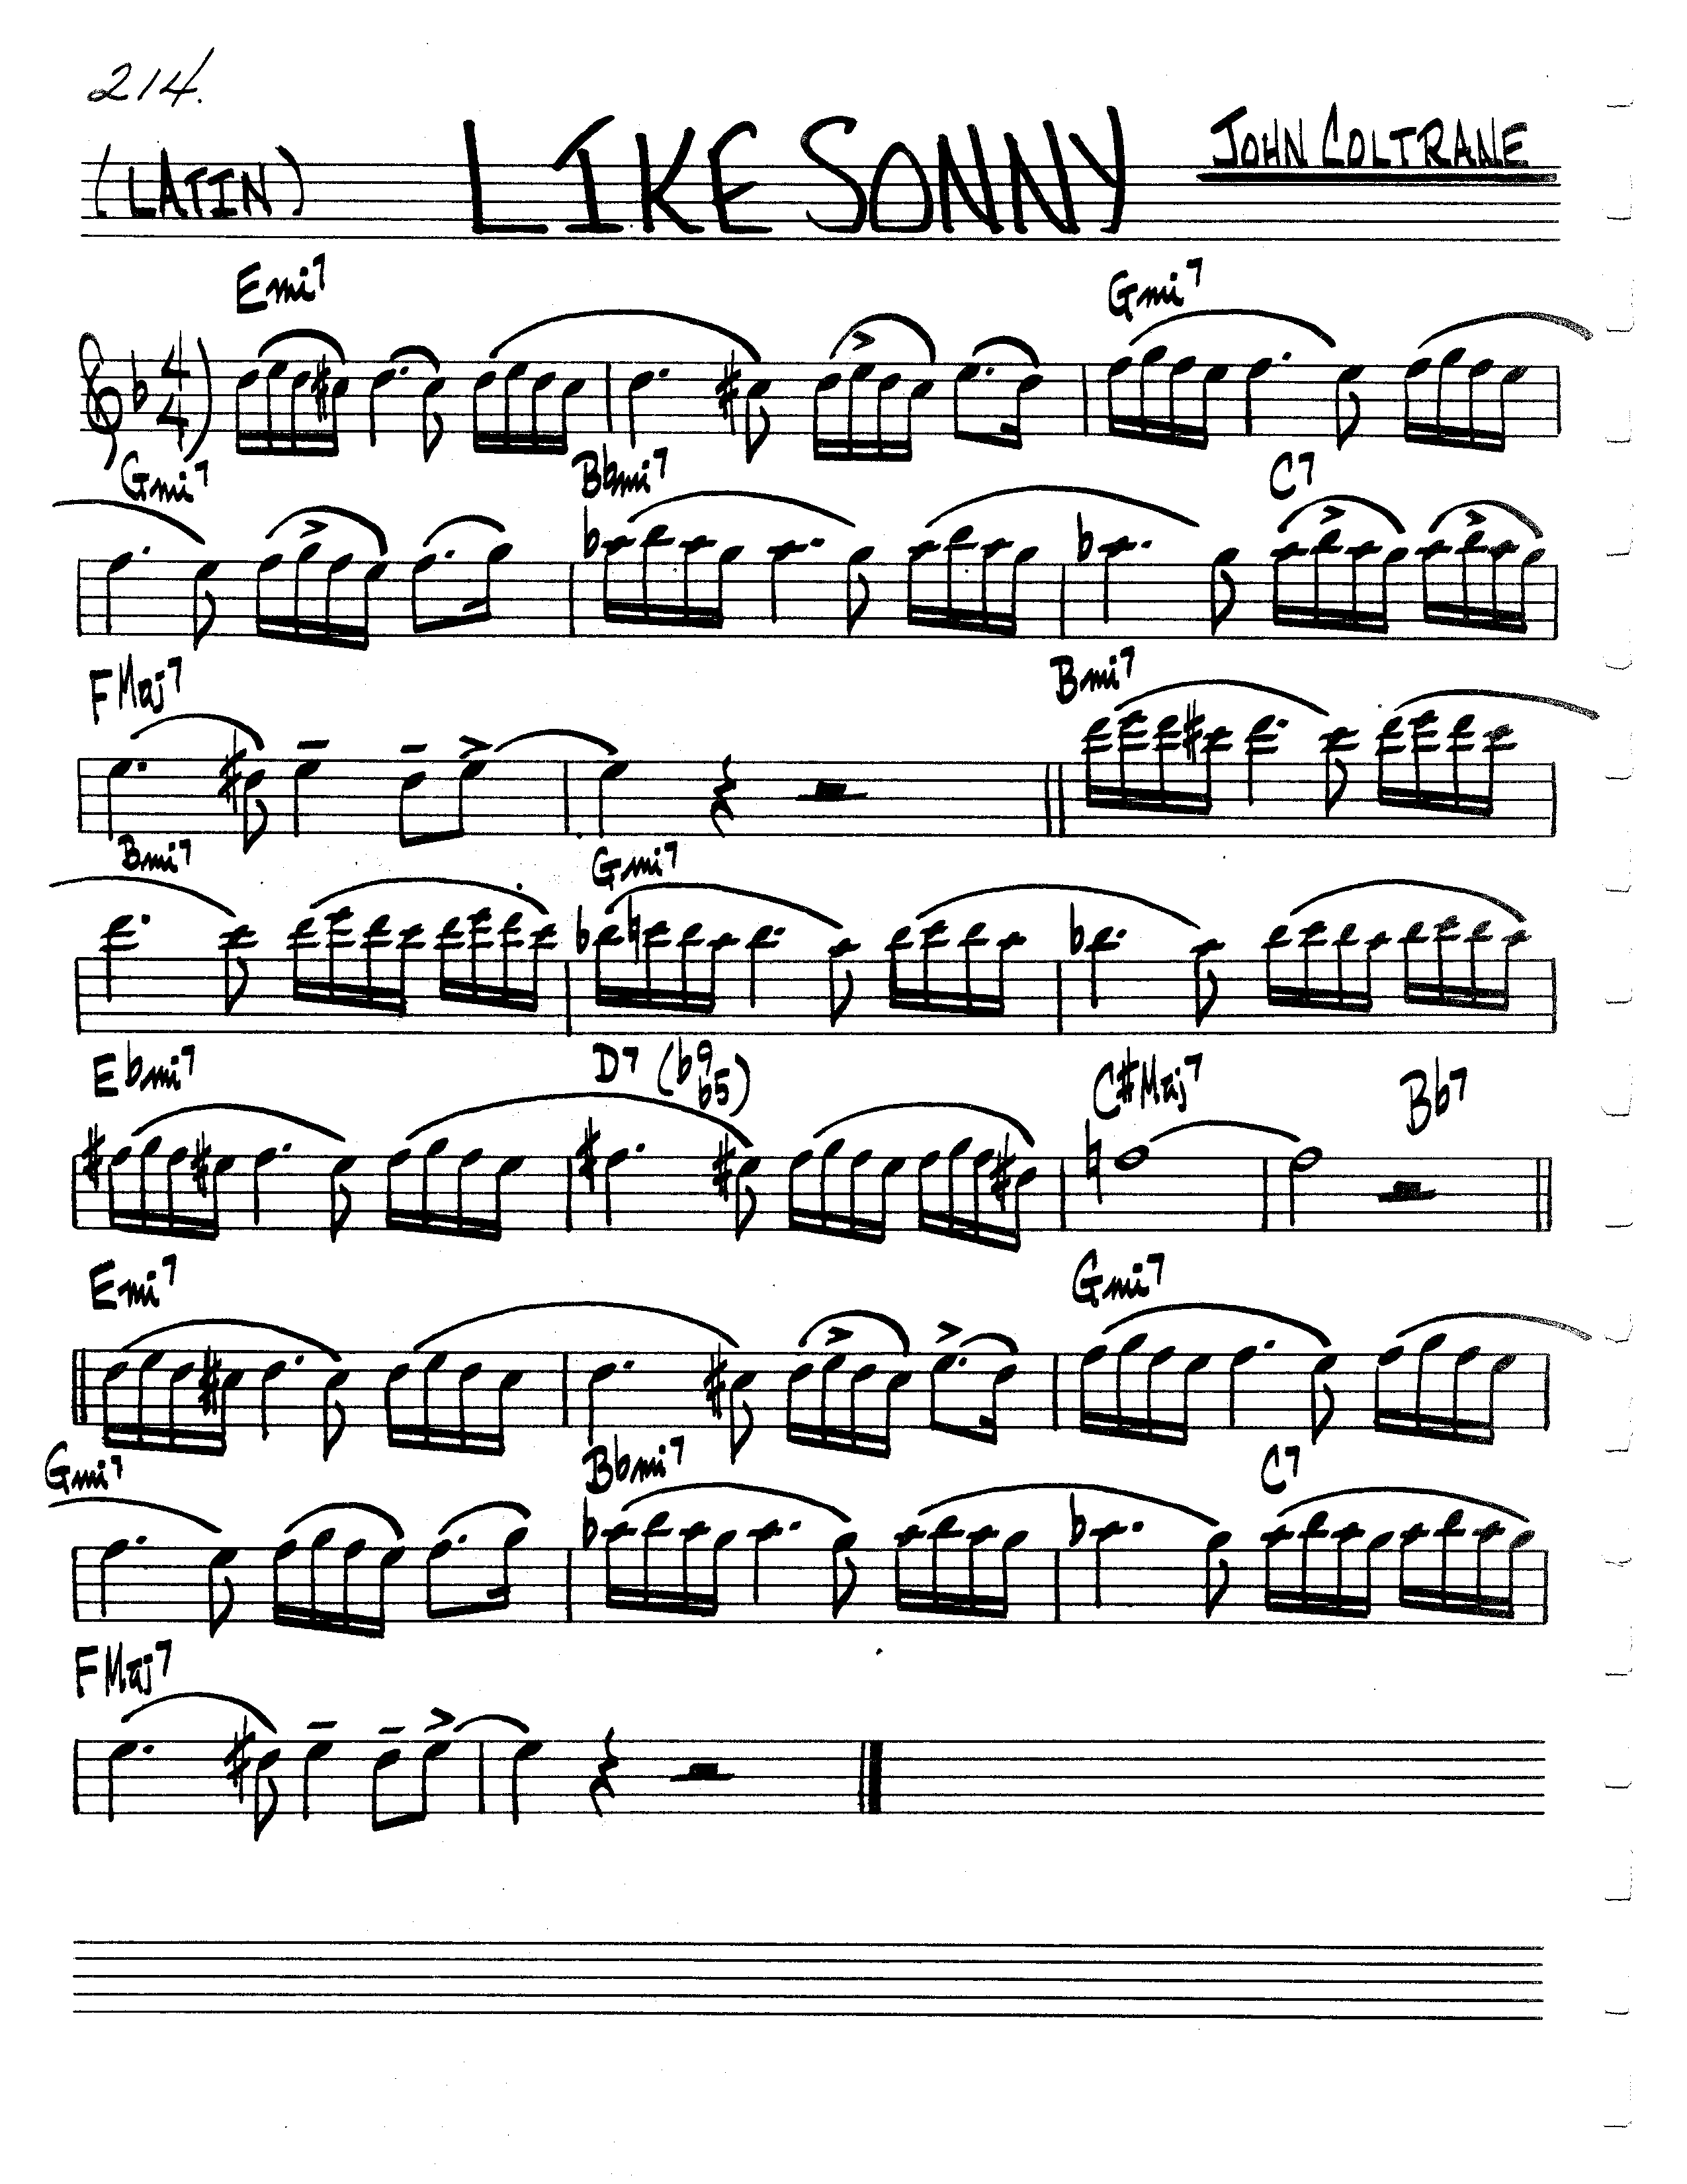 214.
(LATIN) LIKE SONNY JOHN COLTRANE
Emi7 Gmi7
4
4
Gmi7 Bbmi7 C7
FMaj7 Bmi7
Bmi7 Gmi7
Ebmi7 D7 (b9 b5) C#Maj7 Bb7
Emi7 Gmi7
Gmi7 Bbmi7 C7
FMaj7